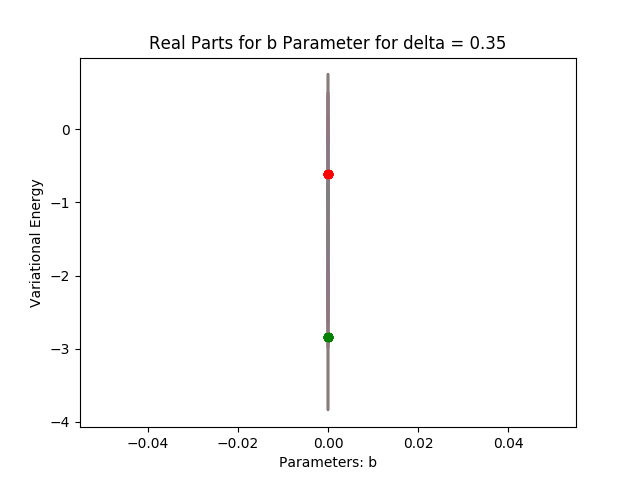 Real Parts for b Parameter for delta = 0.35
Variational Energy
0
−1
−2
−3
−4
−0.04 −0.02 0.00 0.02 0.04
Parameters: b